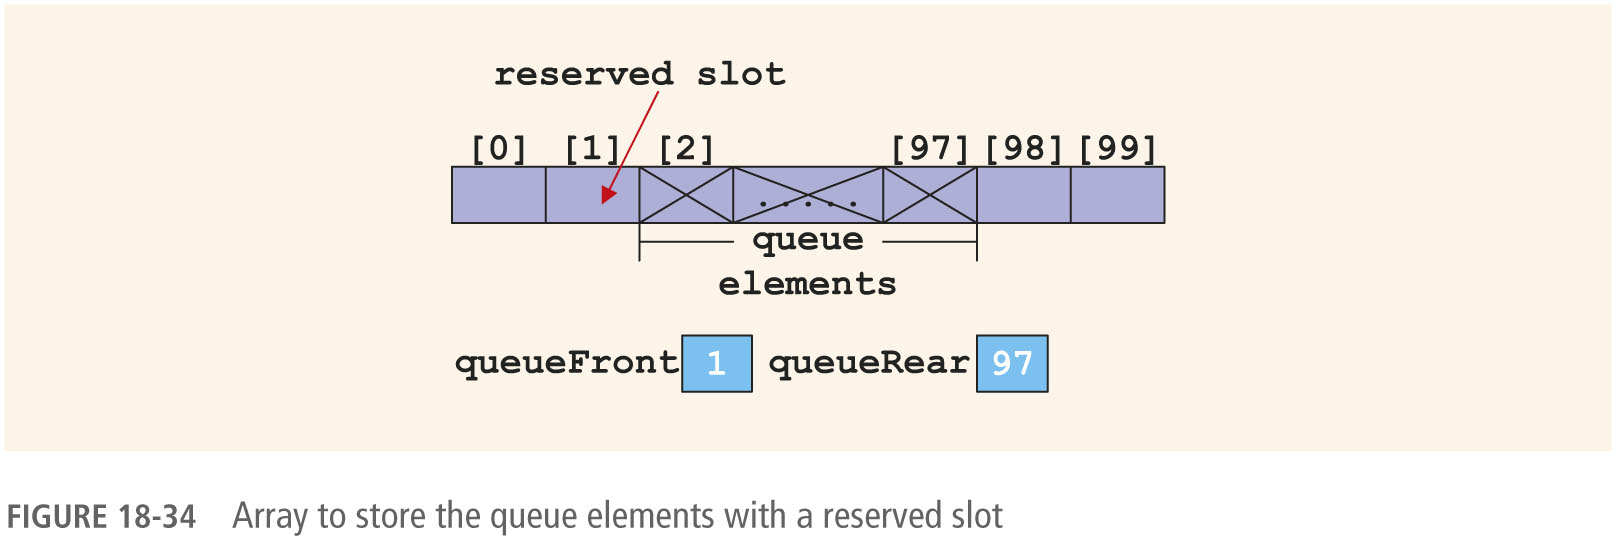 reserved slot
[0] [1] [2] [97] [98] [99]
.....
queue
elements
queueFront 1 queueRear 97
FIGURE 18-34 Array to store the queue elements with a reserved slot